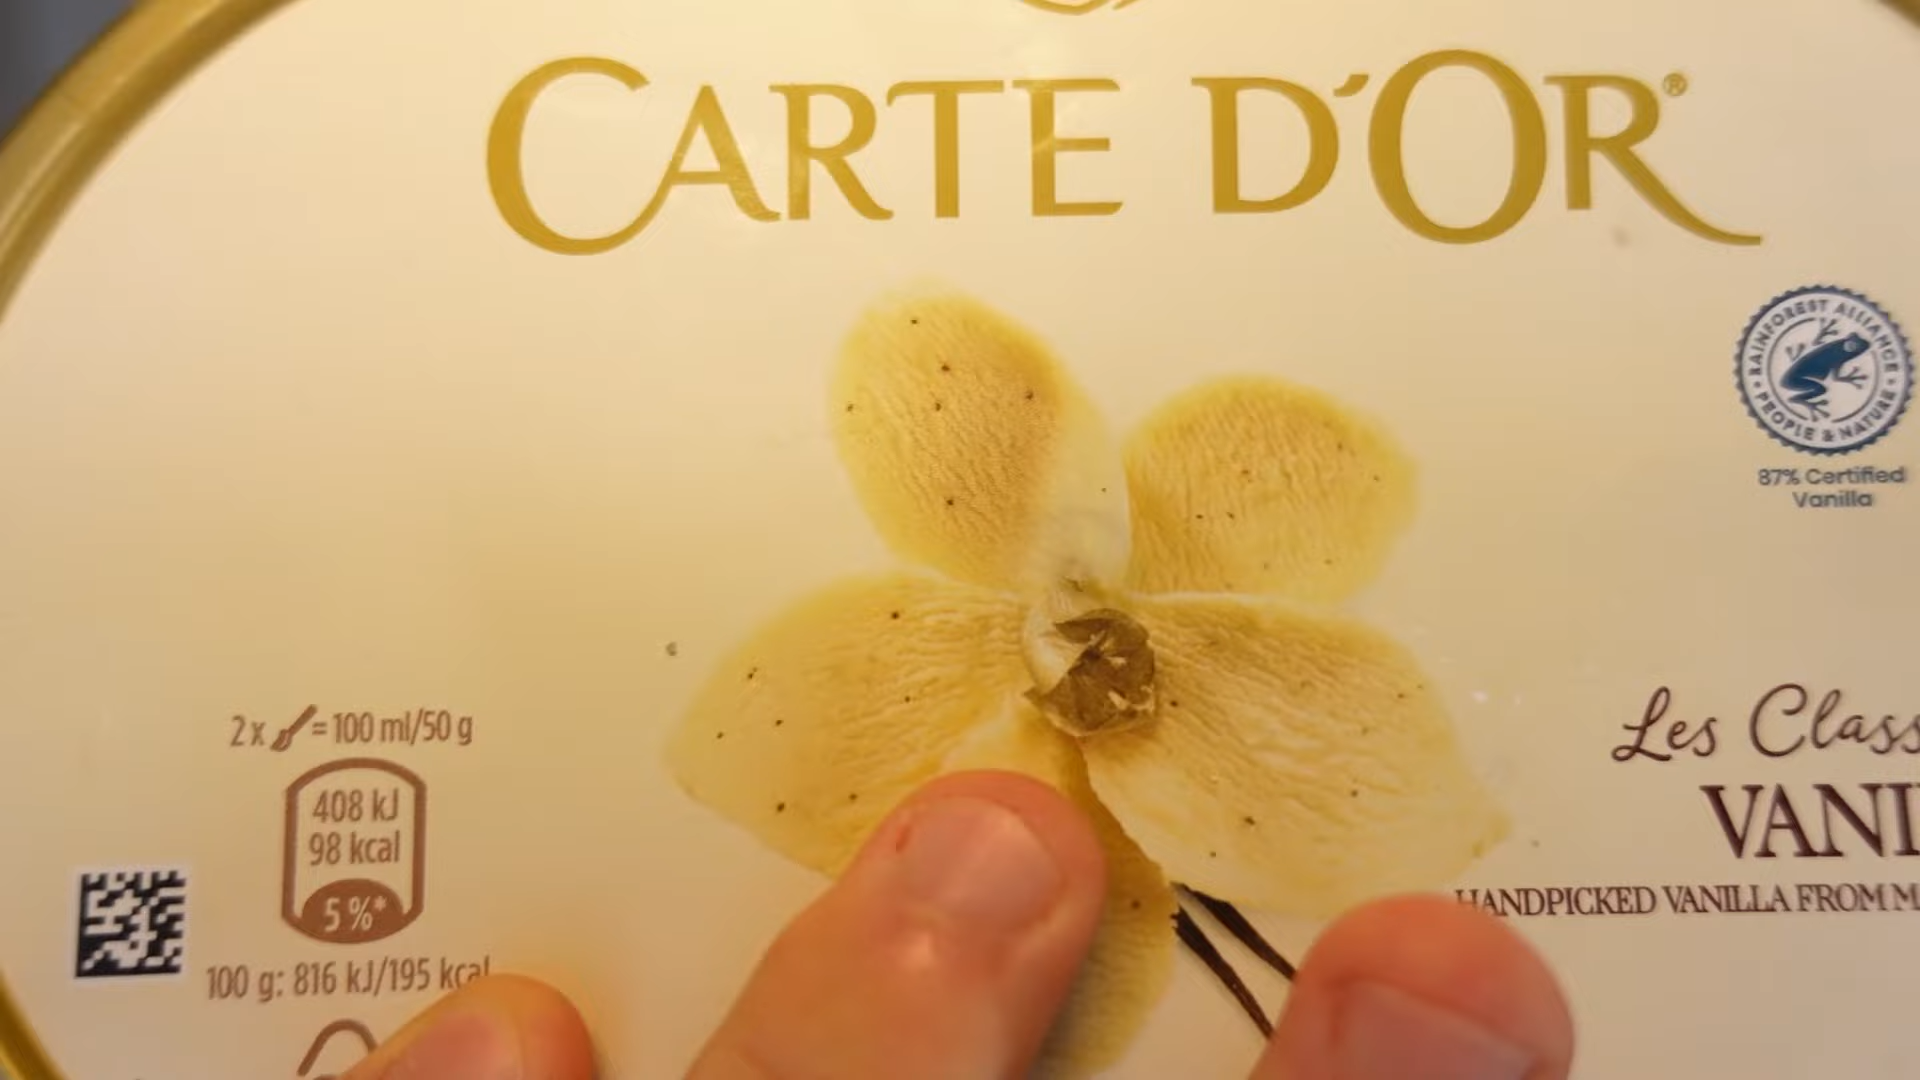 CARTE D'OR®
RAINFOREST ALLIANCE
PEOPLE & NATURE
87% Certified
Vanilla
2 x = 100 ml/50 g
408 kJ
98 kcal
5 %*
100 g: 816 kJ/195 kcal
Les
HANDPICKED VANILLA FROM